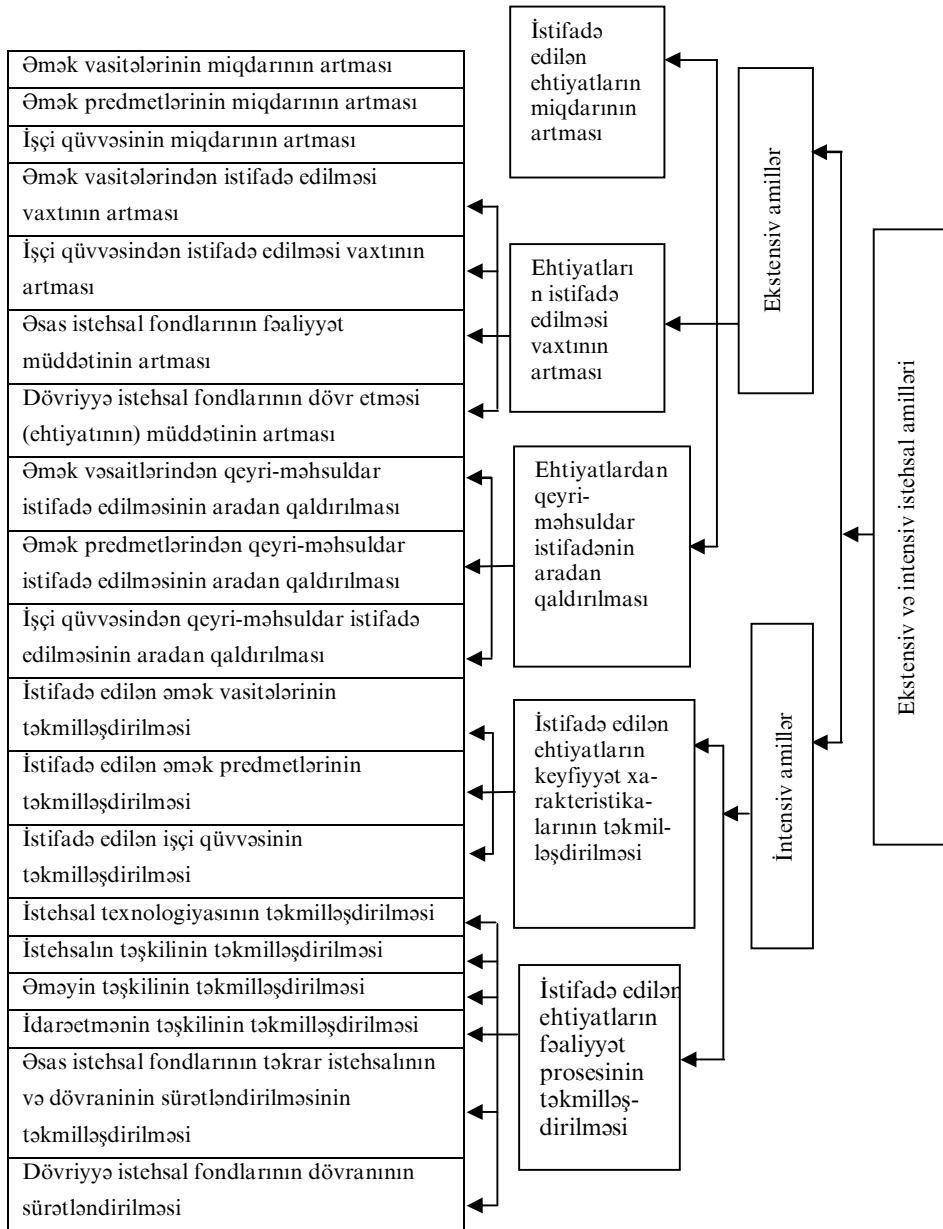 Əmək vasitələrinin miqdarının artması
Əmək predmetlərinin miqdarının artması
İşçi qüvvəsinin miqdarının artması
Əmək vasitələrindən istifadə edilməsi
vaxtının artması
İşçi qüvvəsindən istifadə edilməsi vaxtının
artması
Əsas istehsal fondlarının fəaliyyət
müddətinin artması
Dövriyyə istehsal fondlarının dövr etməsi
(ehtiyatının) müddətinin artması
Əmək vəsaitlərindən qeyri-məhsuldar
istifadə edilməsinin aradan qaldırılması
Əmək predmetlərindən qeyri-məhsuldar
istifadə edilməsinin aradan qaldırılması
İşçi qüvvəsindən qeyri-məhsuldar istifadə
edilməsinin aradan qaldırılması
İstifadə edilən əmək vasitələrinin
təkmilləşdirilməsi
İstifadə edilən əmək predmetlərinin
təkmilləşdirilməsi
İstifadə edilən işçi qüvvəsinin
təkmilləşdirilməsi
İstehsal texnologiyasının təkmilləşdirilməsi
İstehsalın təşkilinin təkmilləşdirilməsi
Əməyin təşkilinin təkmilləşdirilməsi
İdarəetmənin təşkilinin təkmilləşdirilməsi
Əsas istehsal fondlarının təkrar istehsalının
və dövraninin sürətləndirilməsinin
təkmilləşdirilməsi
Dövriyyə istehsal fondlarının dövranının
sürətləndirilməsi
İstifadə
edilən
ehtiyatların
miqdarının
artması
Ehtiyatları
n istifadə
edilməsi
vaxtının
artması
Ehtiyatlardan
qeyri-
məhsuldar
istifadənin
aradan
qaldırılması
İstifadə edilən
ehtiyatların
keyfiyyət xa-
rakteristika-
larının təkmil-
ləşdirilməsi
İstifadə edilən
ehtiyatların
fəaliyyət
prosesinin
təkmilləş-
dirilməsi
Ekstensiv amillər
İntensiv amillər
Ekstensiv və intensiv istehsal amilləri